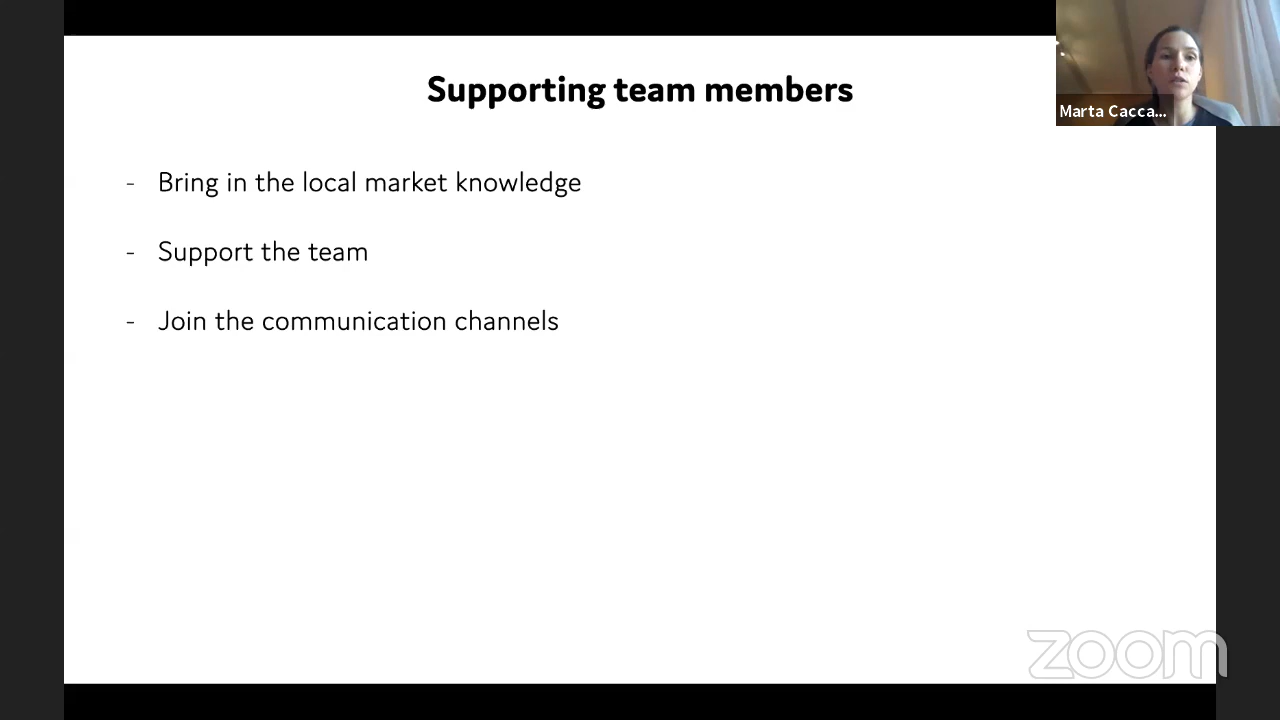 Supporting team members
Marta Cacca...
- Bring in the local market knowledge
- Support the team
- Join the communication channels
zoom